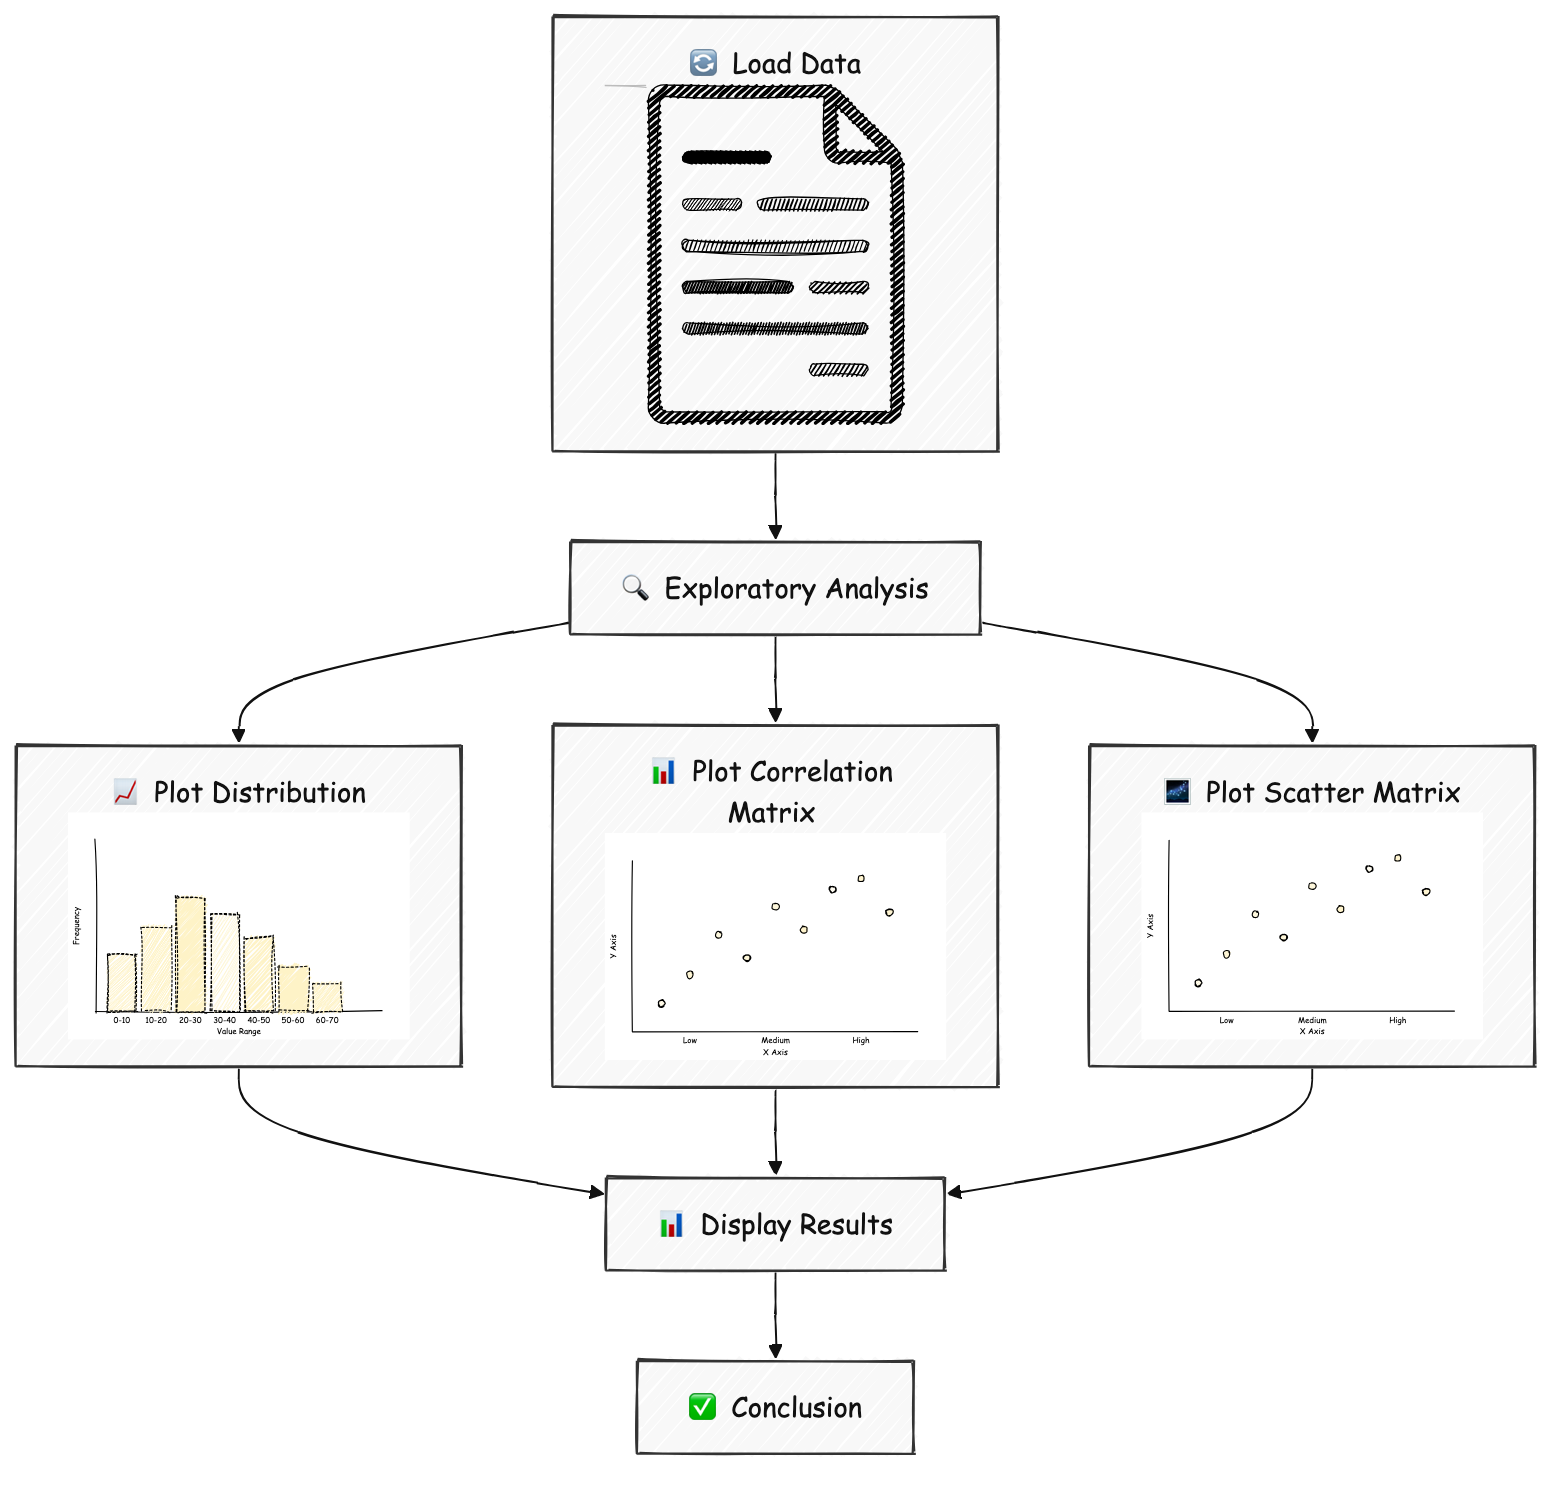 🔄 Load Data
🔍 Exploratory Analysis
📈 Plot Distribution
Frequency
0-10 10-20 20-30 30-40 40-50 50-60 60-70
Value Range
📊 Plot Correlation
Matrix
Y Axis
Low Medium High
X Axis
🌌 Plot Scatter Matrix
Y Axis
Low Medium High
X Axis
📊 Display Results
✅ Conclusion